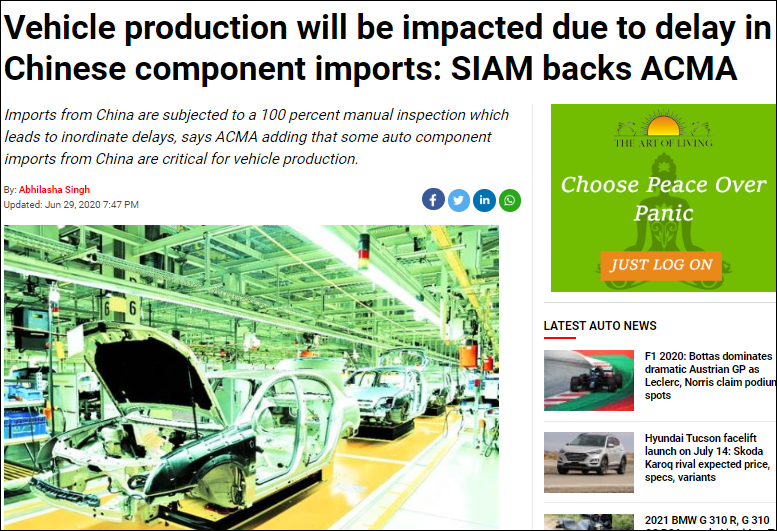 Vehicle production will be impacted due to delay in
Chinese component imports: SIAM backs ACMA
Imports from China are subjected to a 100 percent manual inspection which
leads to inordinate delays, says ACMA adding that some auto component
imports from China are critical for vehicle production.
By: Abhilasha Singh
Updated: Jun 29, 2020 7:47 PM
6 6
THE ART OF LIVING
Choose Peace Over
Panic
JUST LOG ON
LATEST AUTO NEWS
F1 2020: Bottas dominates
dramatic Austrian GP as
Leclerc, Norris claim podium
spots
Hyundai Tucson facelift
launch on July 14: Skoda
Karoq rival expected price,
specs, variants
2021 BMW G 310 R, G 310